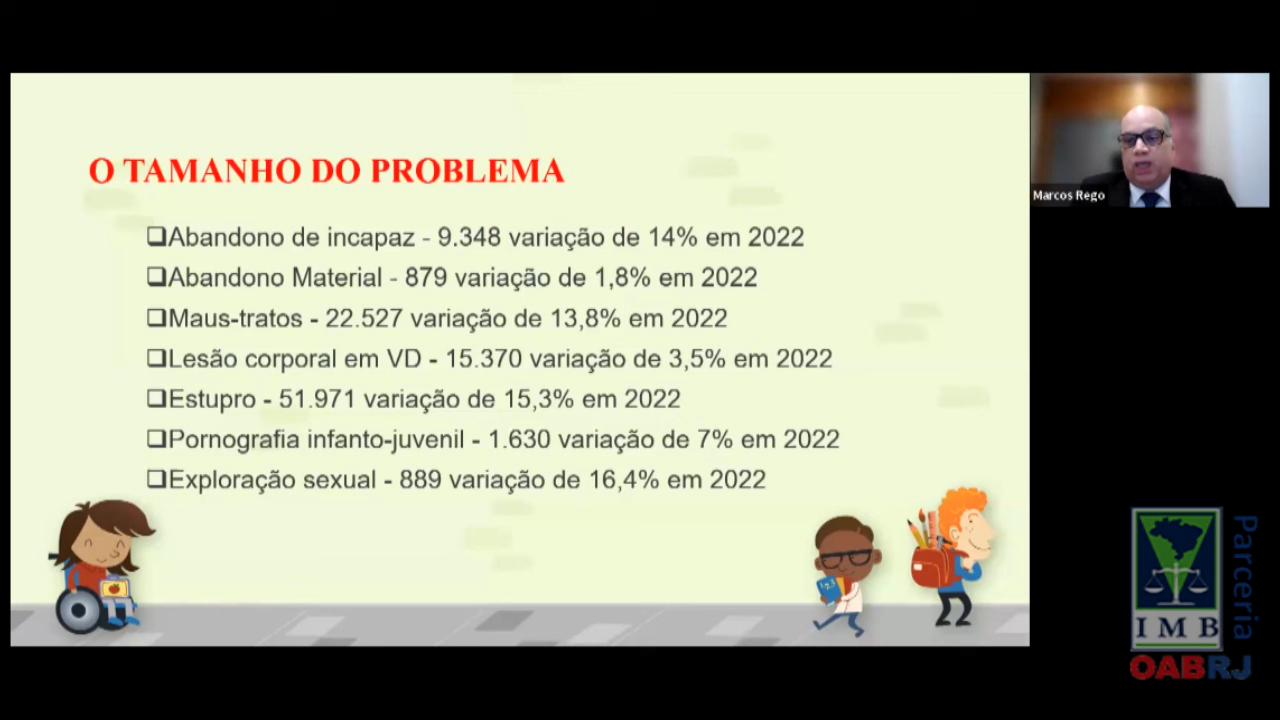 O TAMANHO DO PROBLEMA
❑Abandono de incapaz - 9.348 variação de 14% em 2022
❑Abandono Material - 879 variação de 1,8% em 2022
❑Maus-tratos - 22.527 variação de 13,8% em 2022
❑Lesão corporal em VD - 15.370 variação de 3,5% em 2022
❑Estupro - 51.971 variação de 15,3% em 2022
❑Pornografia infanto-juvenil - 1.630 variação de 7% em 2022
❑Exploração sexual - 889 variação de 16,4% em 2022
Marcos Rego
Parceria
IMB
OABRJ